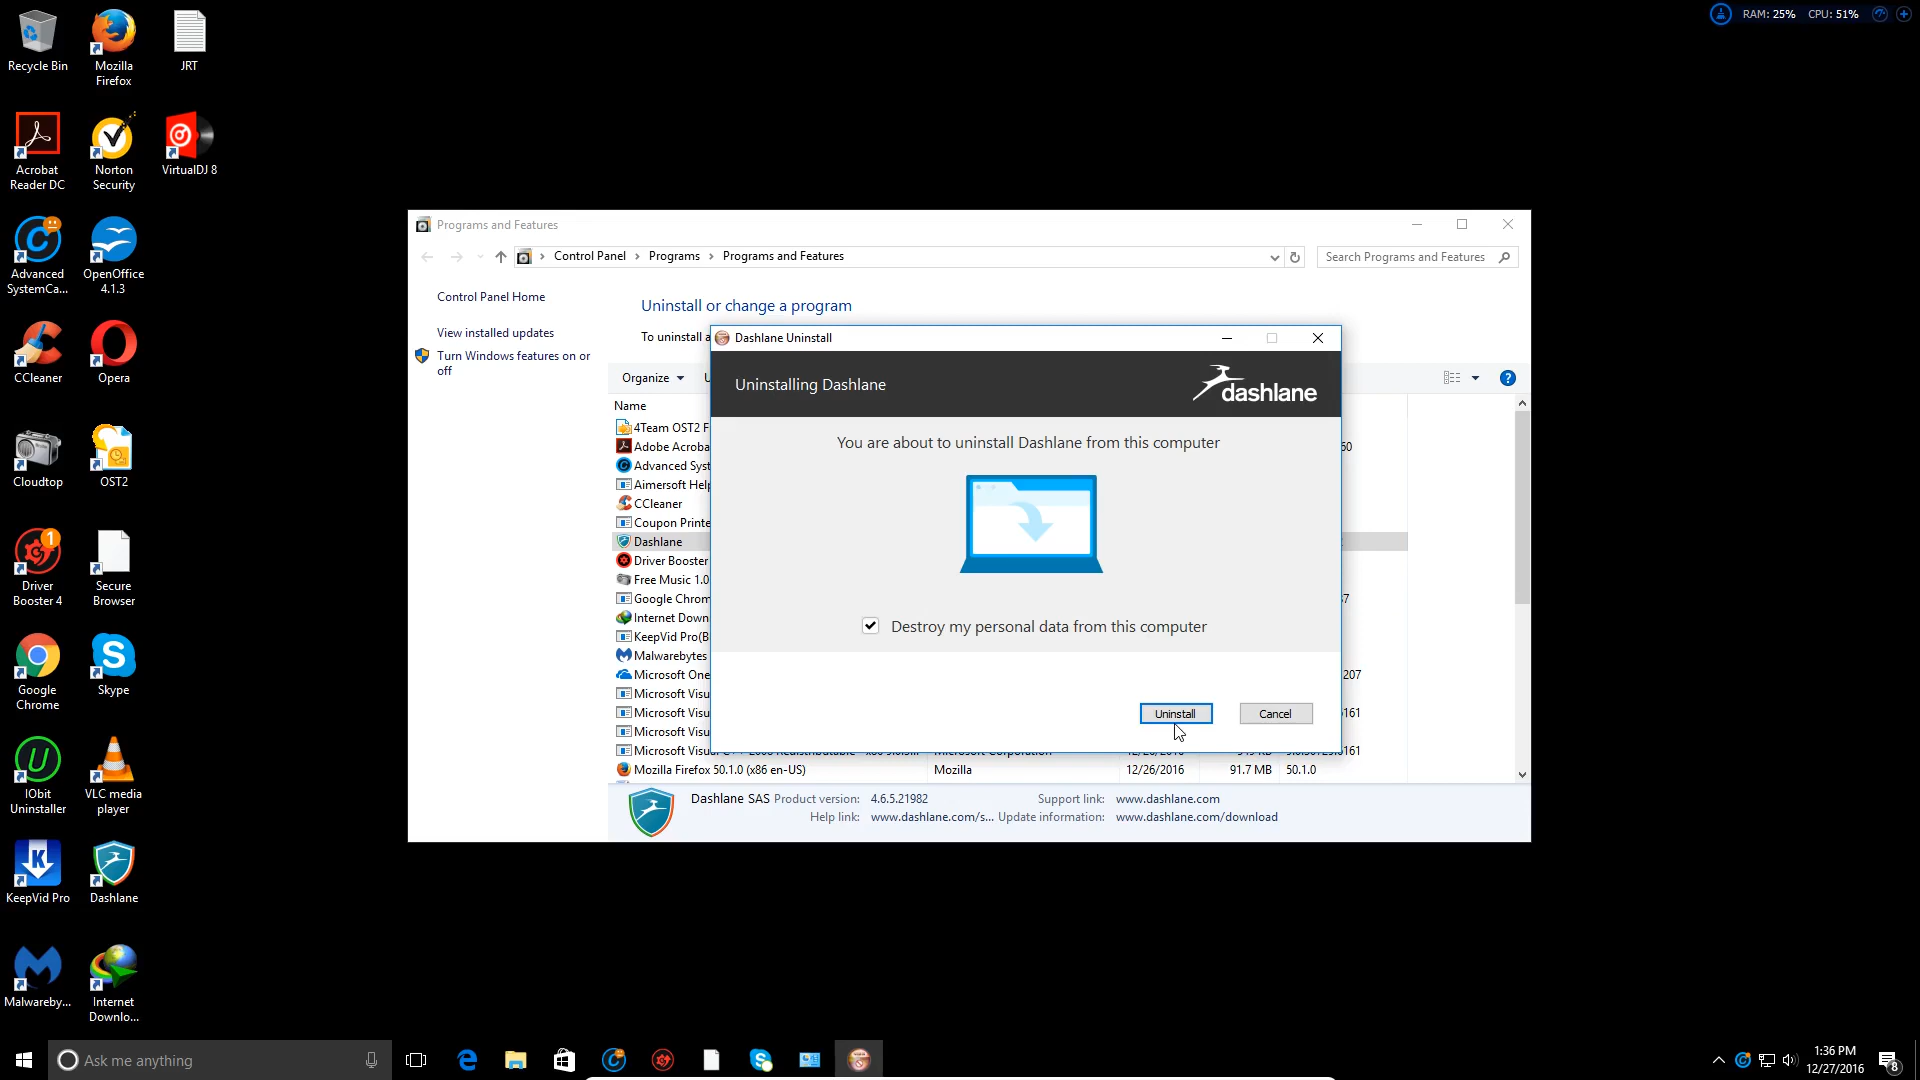 Recycle Bin
Mozilla
Firefox
JRT
Acrobat
Reader DC
Norton
Security
VirtualDJ 8
Advanced
SystemCa...
OpenOffice
4.1.3
CCleaner
Opera
Cloudtop
OST2
1
Driver
Booster 4
Secure
Browser
Google
Chrome
Skype
IObit
Uninstaller
VLC media
player
KeepVid Pro
Dashlane
Malwareby...
Internet
Downlo...
RAM: 25% CPU: 51%
Programs and Features
Control Panel > Programs > Programs and Features
Search Programs and Features
Control Panel Home
View installed updates
Turn Windows features on or
off
Uninstall or change a program
To uninstall a
Organize
U
Name
4Team OST2 F
Adobe Acroba
60
Advanced Syst
Aimersoft Help
CCleaner
Coupon Printe
Dashlane
Driver Booster
Free Music 1.0
Google Chrom
37
Internet Down
KeepVid Pro(B
Malwarebytes
Microsoft One
207
Microsoft Visu
Microsoft Visu
161
Microsoft Visu
Mozilla Firefox 50.1.0 (x86 en-US) Mozilla 12/26/2016 91.7 MB 50.1.0
Dashlane Uninstall
Uninstalling Dashlane
dashlane
You are about to uninstall Dashlane from this computer
Destroy my personal data from this computer
Uninstall
Cancel
Dashlane SAS Product version: 4.6.5.21982 Support link: www.dashlane.com
Help link: www.dashlane.com/s... Update information: www.dashlane.com/download
Ask me anything
1:36 PM
12/27/2016
8